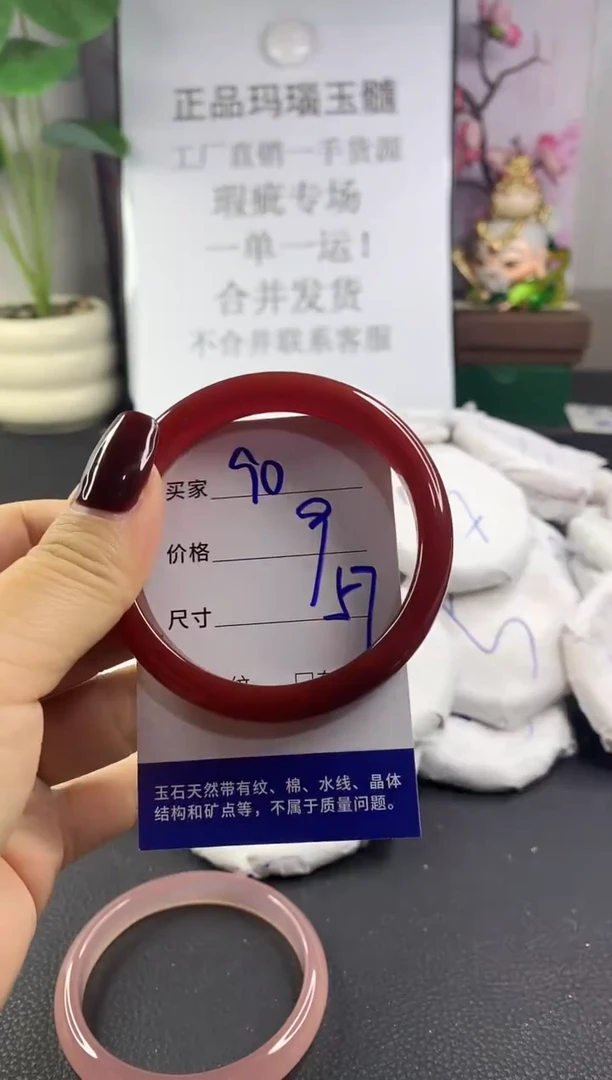 正品玛瑙玉髓
工厂直销一手货源
瑕疵专场
一单一运！
合并发货
不合并联系客服
买家 90
价格 9
尺寸 57
玉石天然带有纹、棉、水线、晶体
结构和矿点等，不属于质量问题。